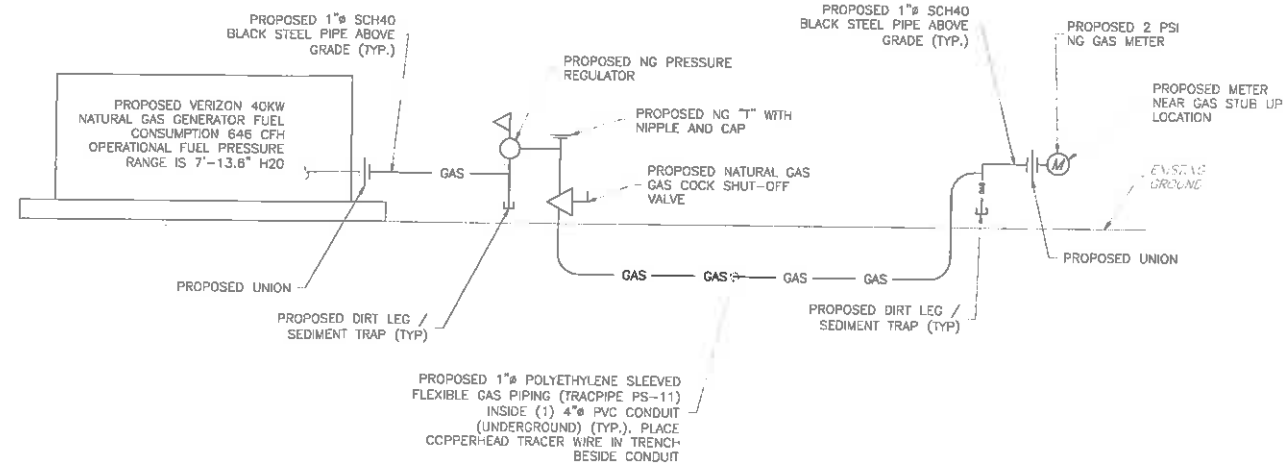 PROPOSED 1"ø SCH40
BLACK STEEL PIPE ABOVE
GRADE (TYP.)
PROPOSED NG PRESSURE
REGULATOR
PROPOSED 1"ø SCH40
BLACK STEEL PIPE ABOVE
GRADE (TYP.)
PROPOSED 2 PSI
NG GAS METER
PROPOSED VERIZON 40KW
NATURAL GAS GENERATOR FUEL
CONSUMPTION 646 CFH
OPERATIONAL FUEL PRESSURE
RANGE IS 7'-13.6" H2O
PROPOSED NG "T" WITH
NIPPLE AND CAP
PROPOSED METER
NEAR GAS STUB UP
LOCATION
GAS
PROPOSED NATURAL GAS
GAS COCK SHUT-OFF
VALVE
M
EXISTING
GROUND
PROPOSED UNION
GAS GAS GAS GAS
PROPOSED UNION
PROPOSED DIRT LEG /
SEDIMENT TRAP (TYP)
PROPOSED DIRT LEG /
SEDIMENT TRAP (TYP)
PROPOSED 1"ø POLYETHYLENE SLEEVED
FLEXIBLE GAS PIPING (TRACPIPE PS-11)
INSIDE (1) 4"ø PVC CONDUIT
(UNDERGROUND) (TYP.). PLACE
COPPERHEAD TRACER WIRE IN TRENCH
BESIDE CONDUIT